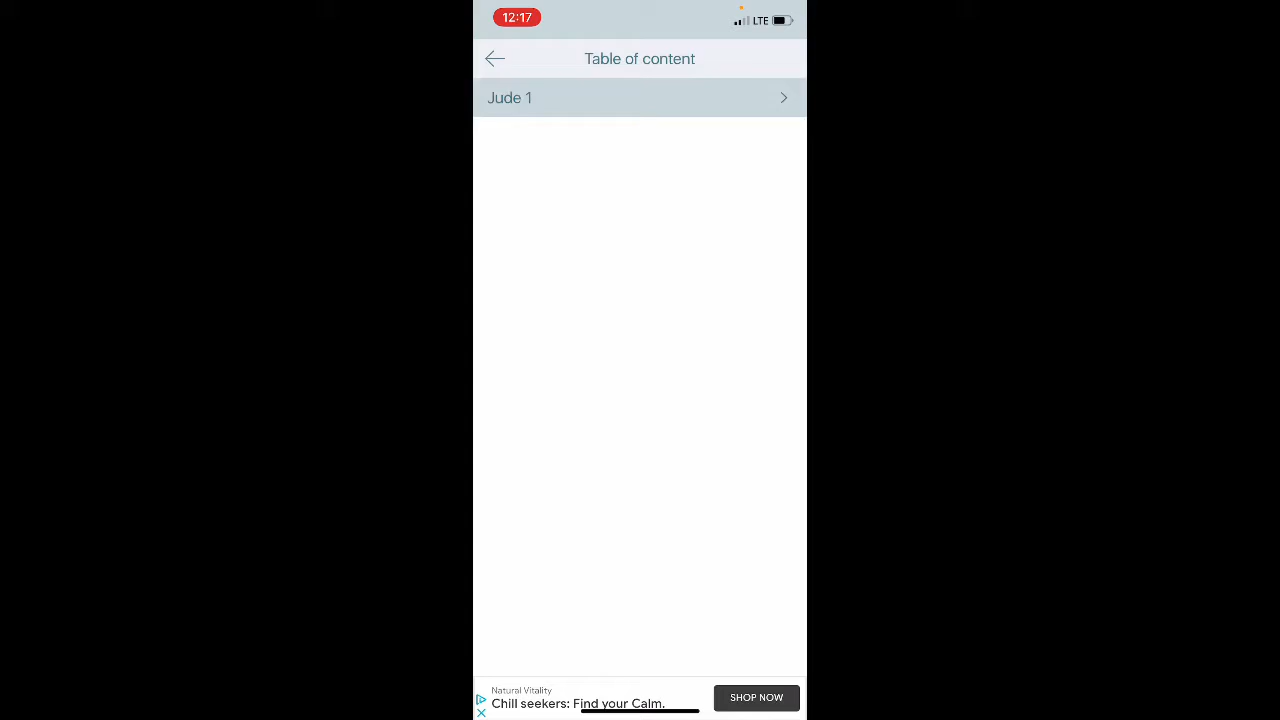 12:17
LTE
Table of content
Jude 1
Natural Vitality
Chill seekers: Find your Calm.
SHOP NOW